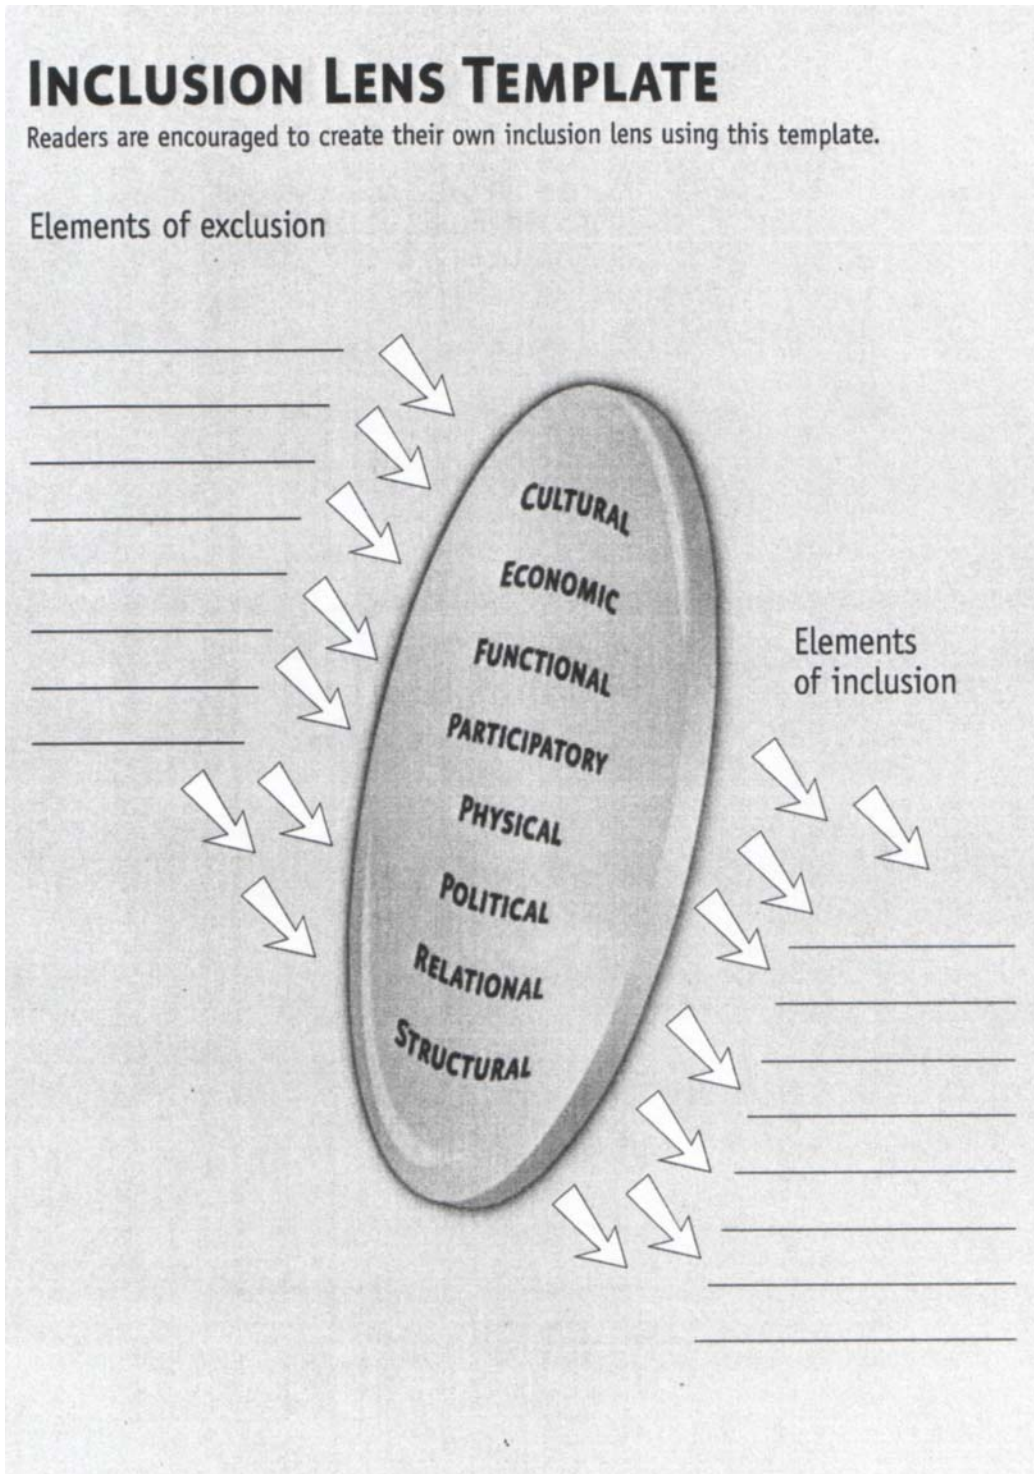 INCLUSION LENS TEMPLATE
Readers are encouraged to create their own inclusion lens using this template.
Elements of exclusion
CULTURAL
ECONOMIC
FUNCTIONAL
PARTICIPATORY
PHYSICAL
POLITICAL
RELATIONAL
STRUCTURAL
Elements
of inclusion